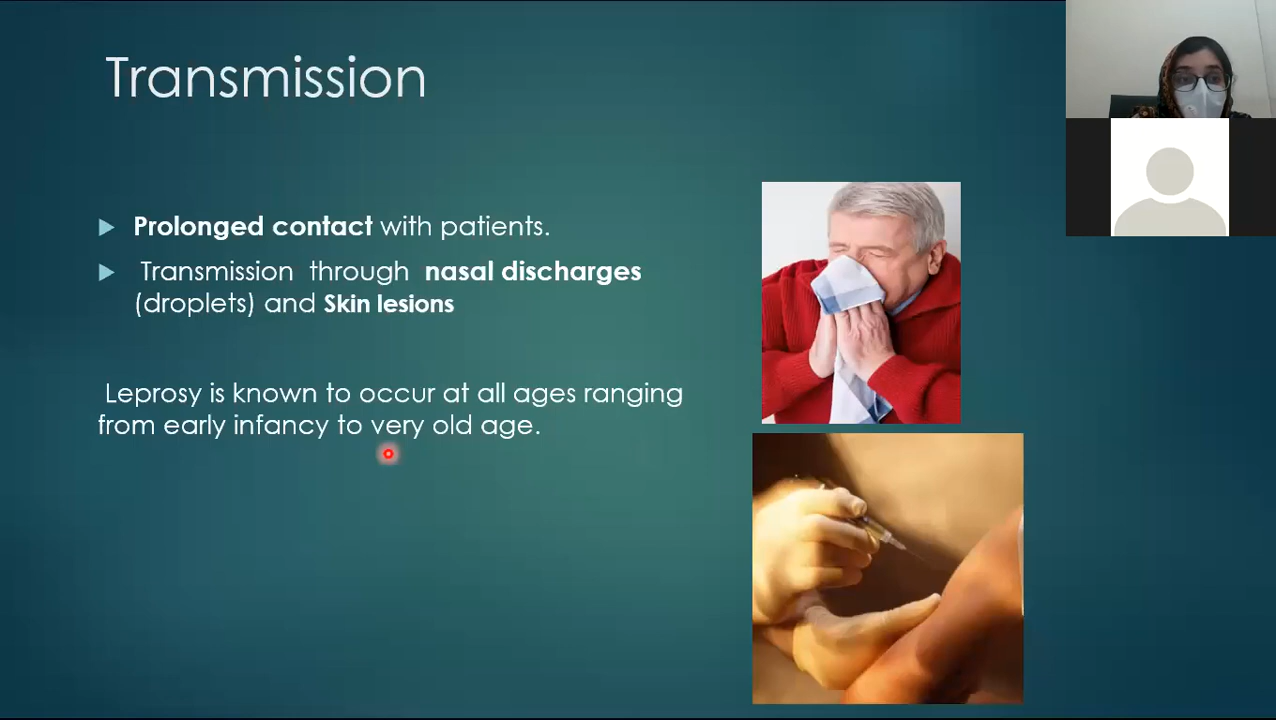 Transmission
Prolonged contact with patients.
Transmission through nasal discharges
(droplets) and Skin lesions
Leprosy is known to occur at all ages ranging
from early infancy to very old age.